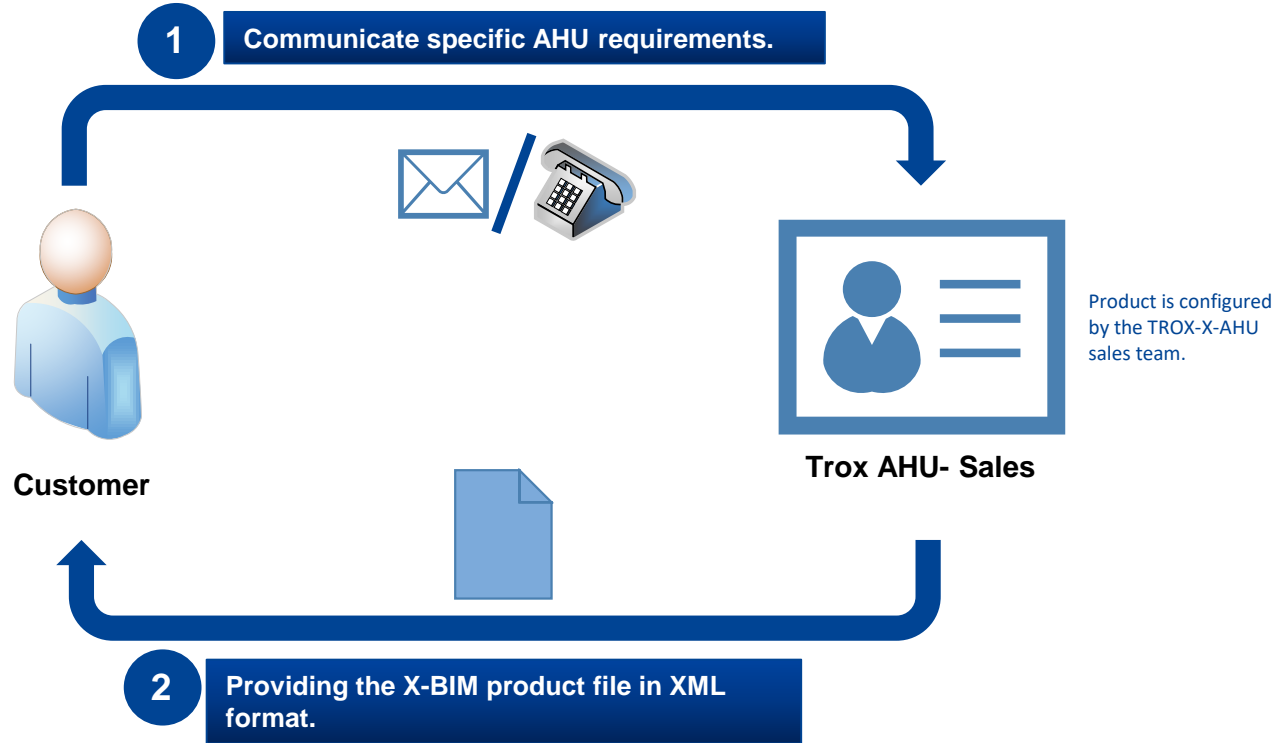 1
Communicate specific AHU requirements.
Product is configured
by the TROX-X-AHU
sales team.
Customer
Trox AHU- Sales
2
Providing the X-BIM product file in XML
format.